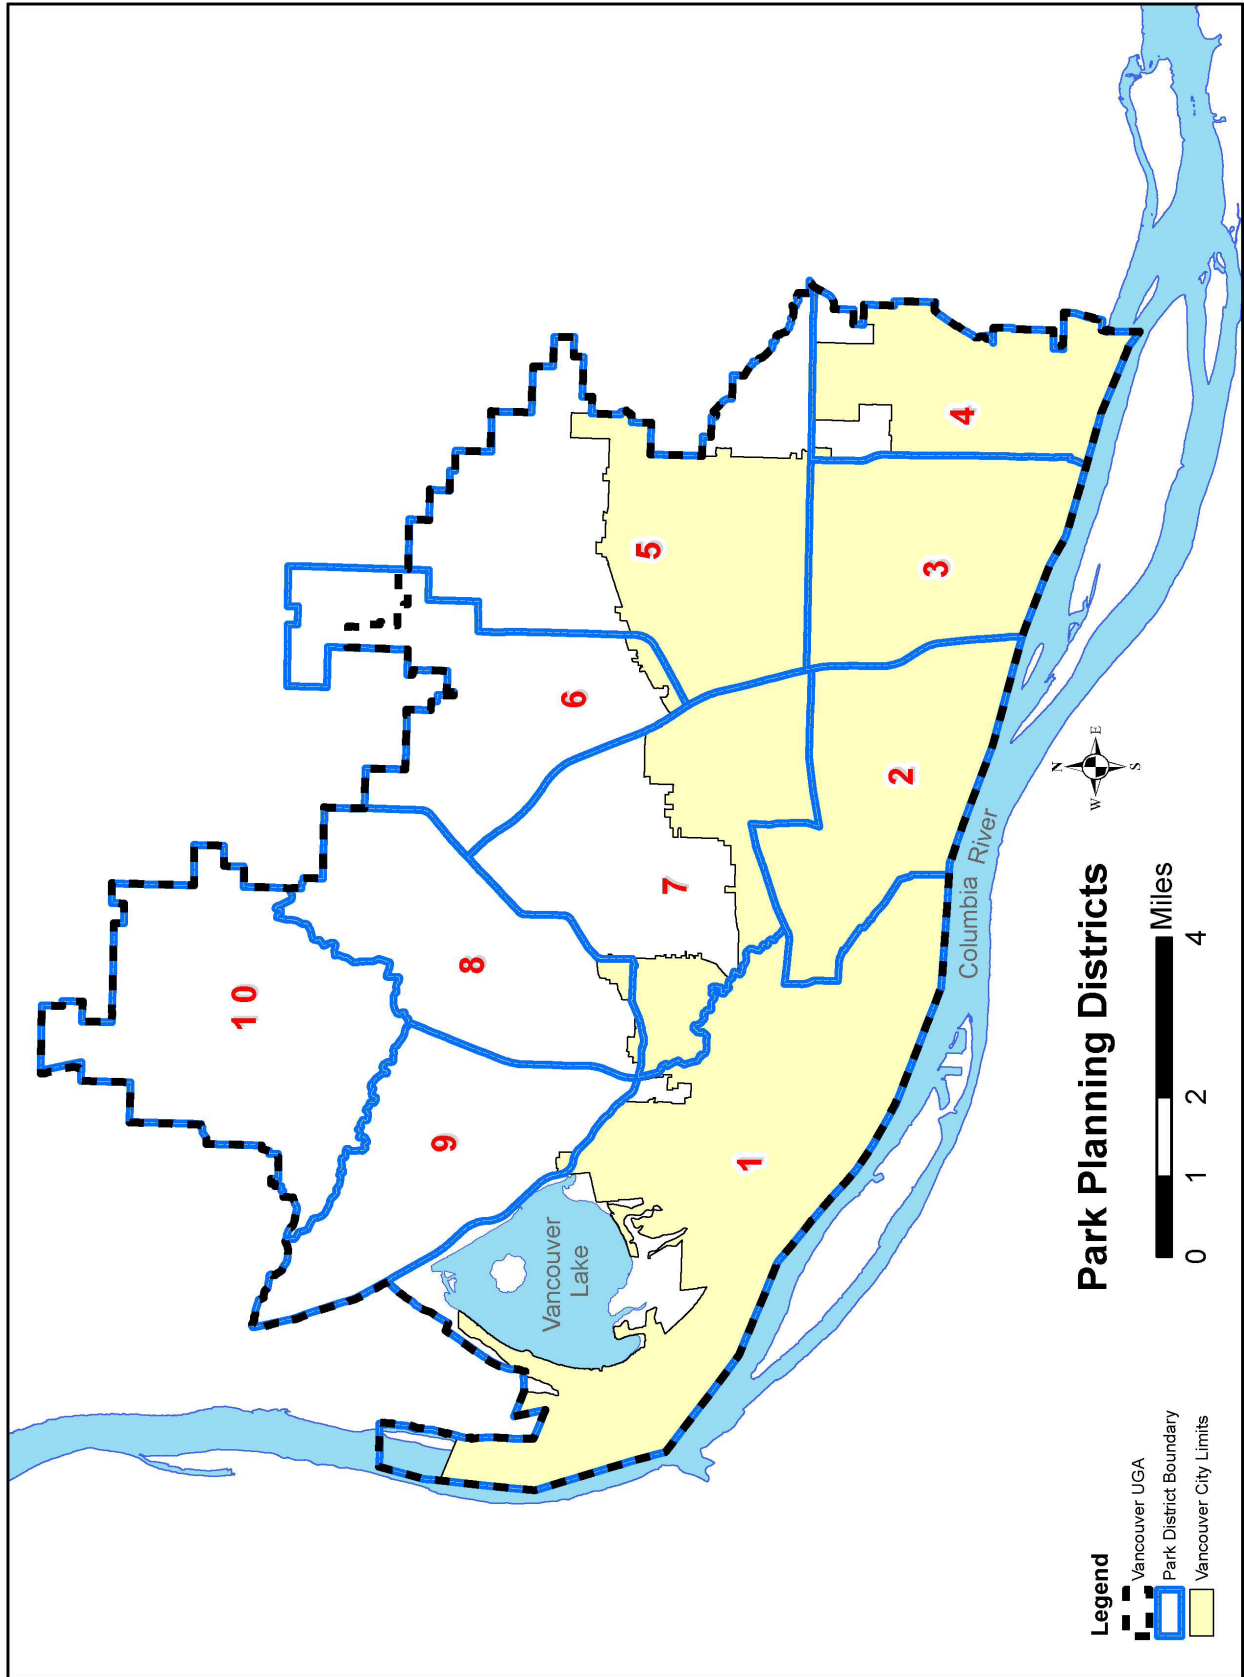 10
9
8
6
7
5
1
2
3
4
Vancouver
Lake
Columbia River
N
W
E
S
Park Planning Districts
0 1 2 4
Miles
Legend
Vancouver UGA
Park District Boundary
Vancouver City Limits